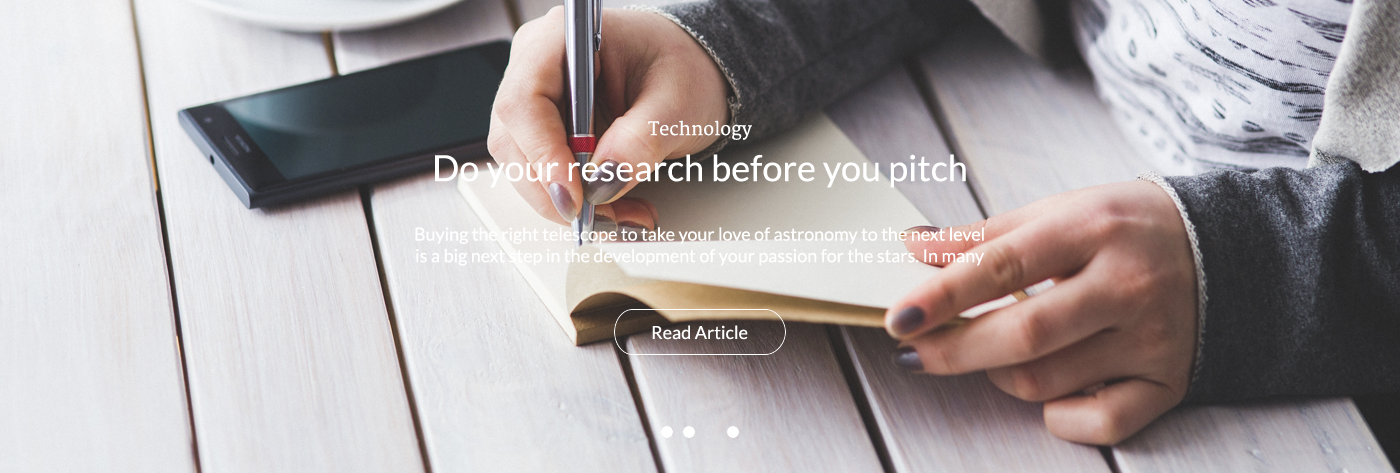 Technology
Do your research before you pitch
Buying the right telescope to take your love of astronomy to the next level
is a big next step in the development of your passion for the stars. In many
Read Article